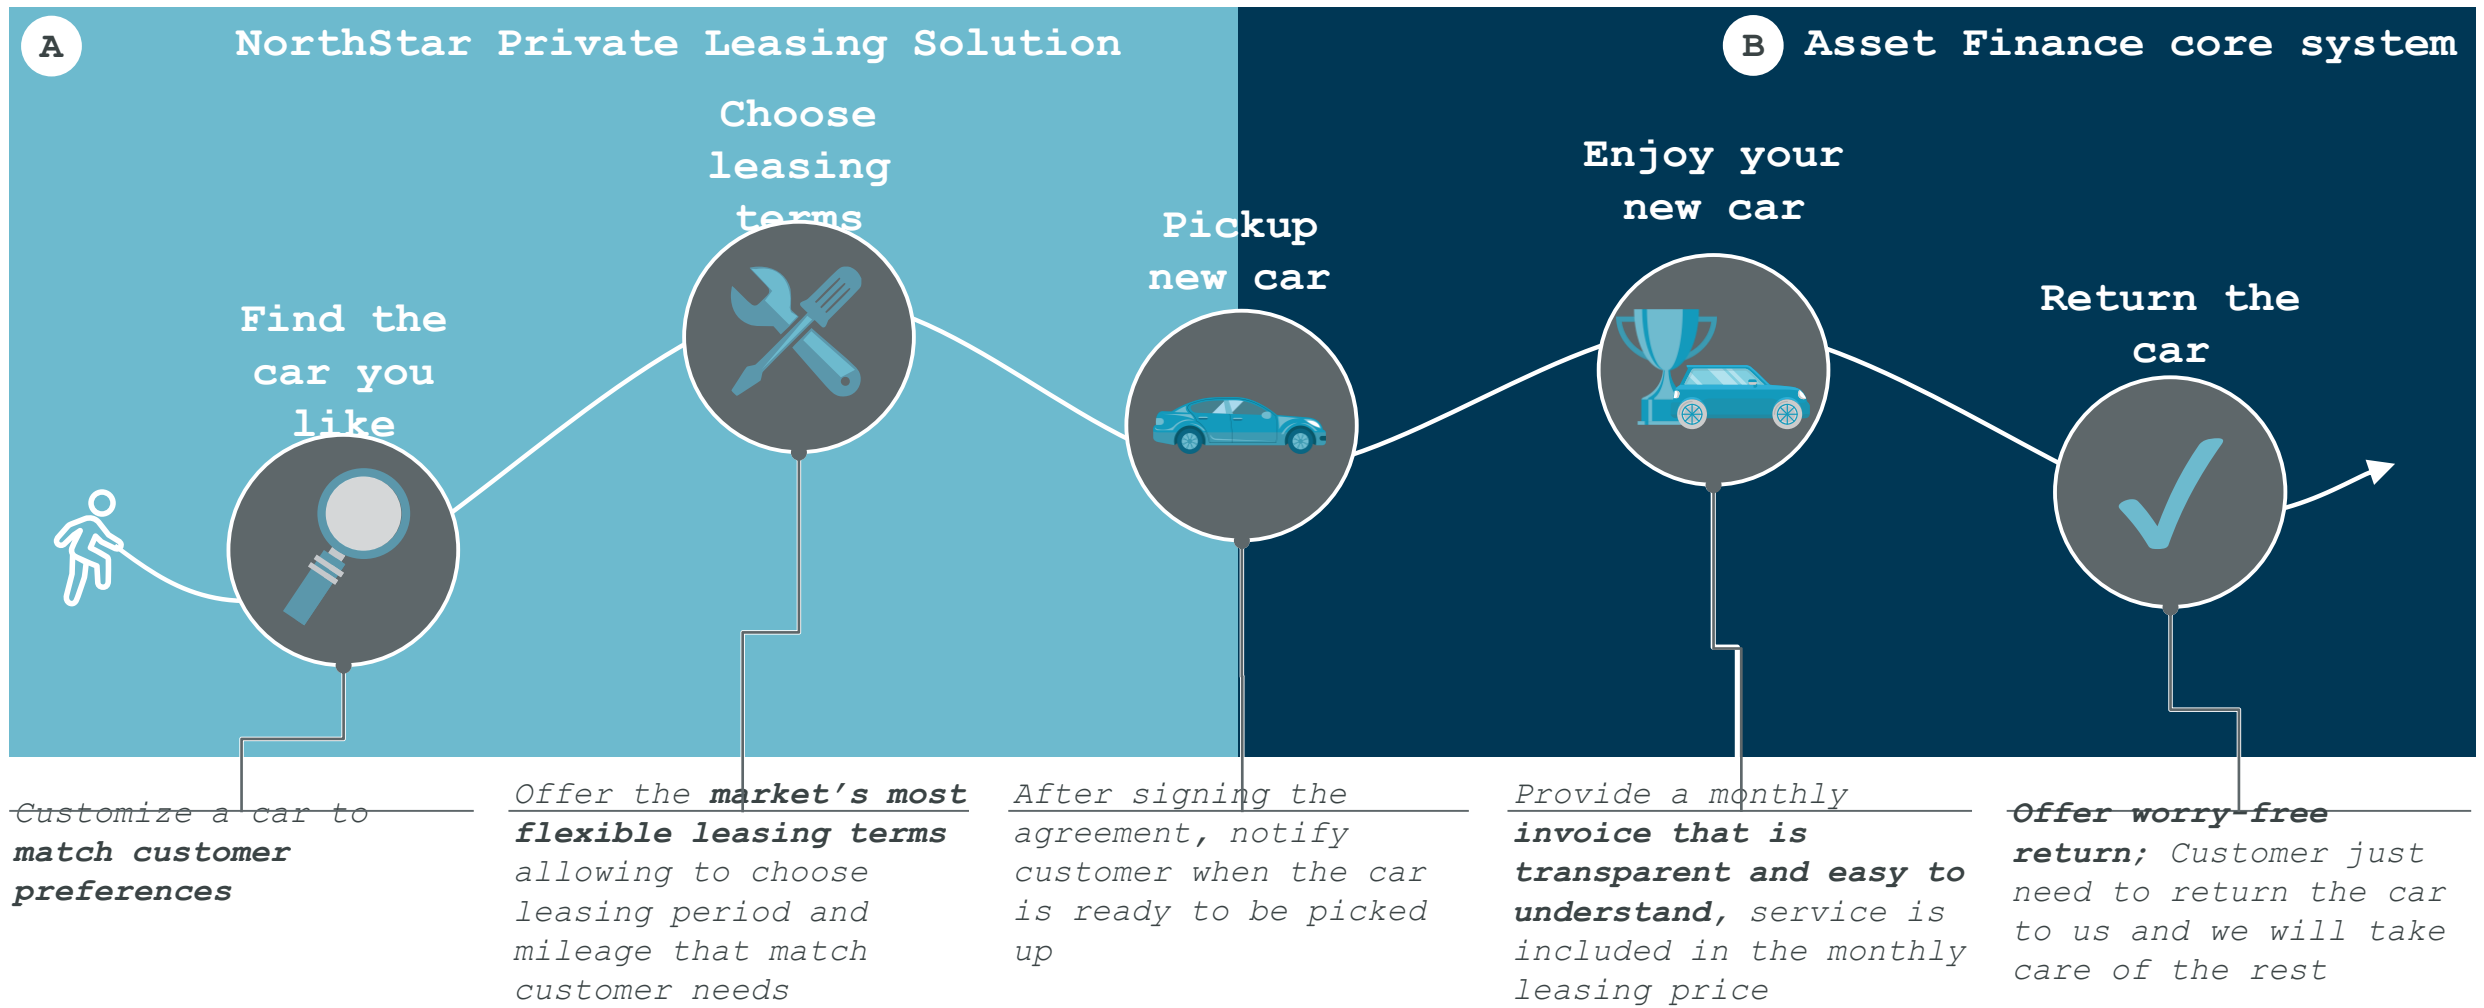 A
NorthStar Private Leasing Solution
B
Asset Finance core system
Find the
car you
like
Choose
leasing
terms
Pickup
new car
Enjoy your
new car
Return the
car
Customize a car to
match customer
preferences
Offer the market's most
flexible leasing terms
allowing to choose
leasing period and
mileage that match
customer needs
After signing the
agreement, notify
customer when the car
is ready to be picked
up
Provide a monthly
invoice that is
transparent and easy to
understand, service is
included in the monthly
leasing price
Offer worry-free
return; Customer just
need to return the car
to us and we will take
care of the rest